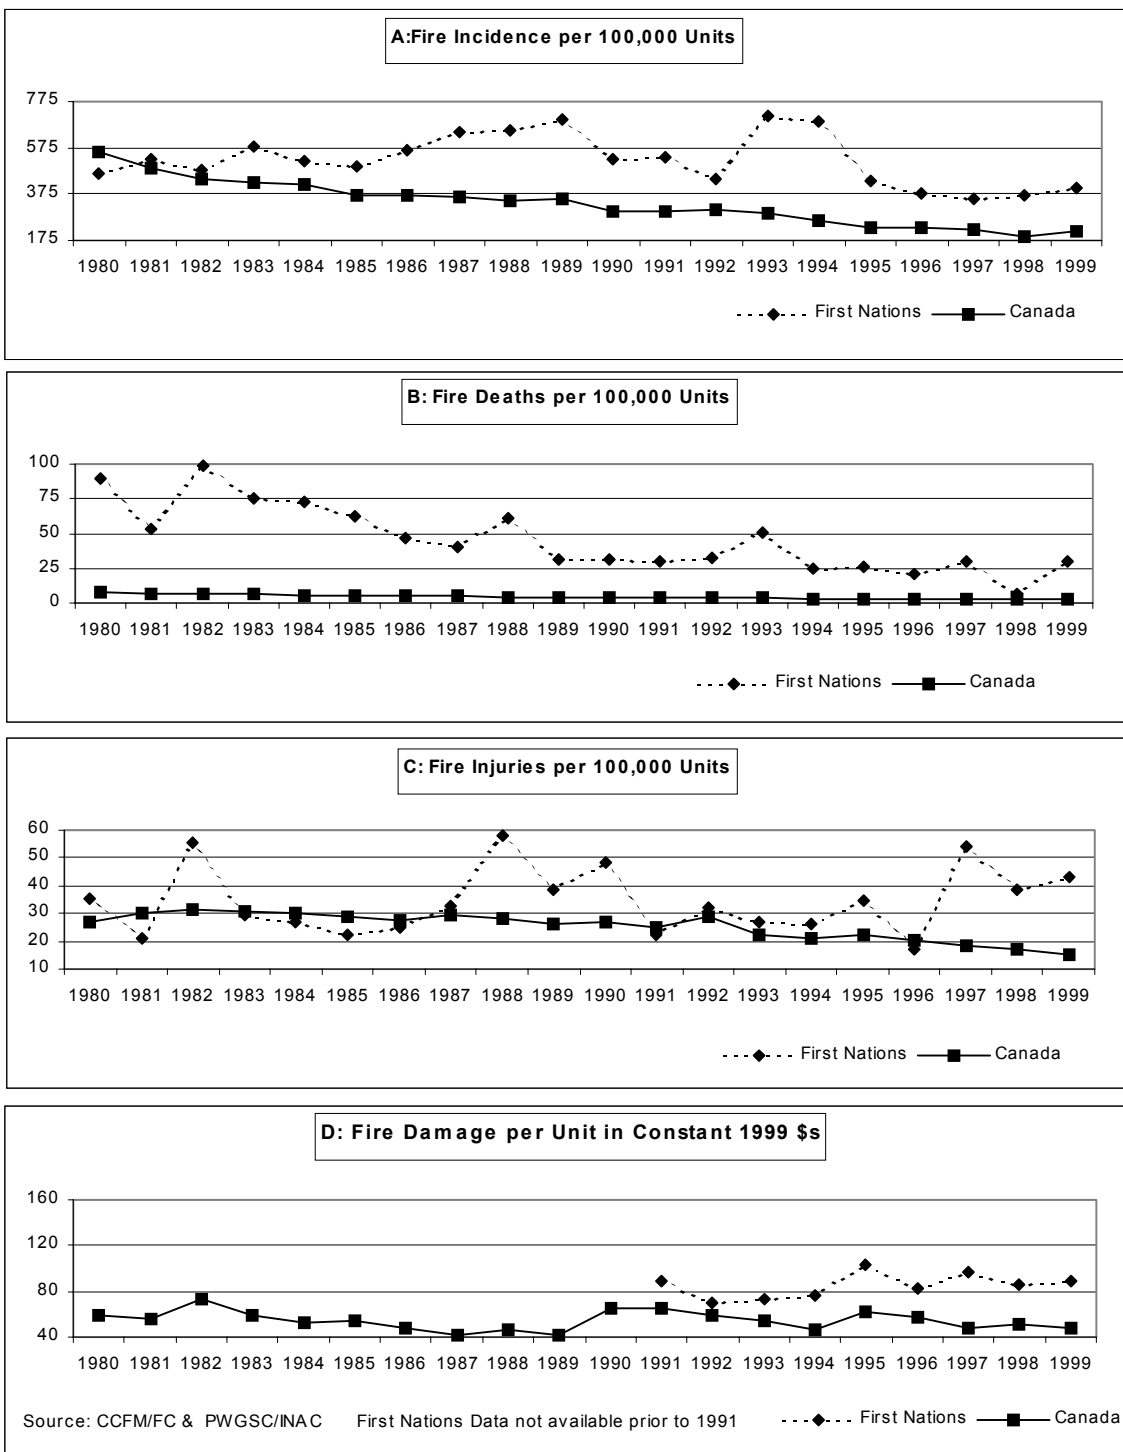 A:Fire Incidence per 100,000 Units
775
575
375
175
1980 1981 1982 1983 1984 1985 1986 1987 1988 1989 1990 1991 1992 1993 1994 1995 1996 1997 1998 1999
First Nations Canada
B: Fire Deaths per 100,000 Units
100
75
50
25
0
1980 1981 1982 1983 1984 1985 1986 1987 1988 1989 1990 1991 1992 1993 1994 1995 1996 1997 1998 1999
First Nations Canada
C: Fire Injuries per 100,000 Units
60
50
40
30
20
10
1980 1981 1982 1983 1984 1985 1986 1987 1988 1989 1990 1991 1992 1993 1994 1995 1996 1997 1998 1999
First Nations Canada
D: Fire Damage per Unit in Constant 1999 $s
160
120
80
40
1980 1981 1982 1983 1984 1985 1986 1987 1988 1989 1990 1991 1992 1993 1994 1995 1996 1997 1998 1999
Source: CCFM/FC & PWGSC/INAC First Nations Data not available prior to 1991 First Nations Canada